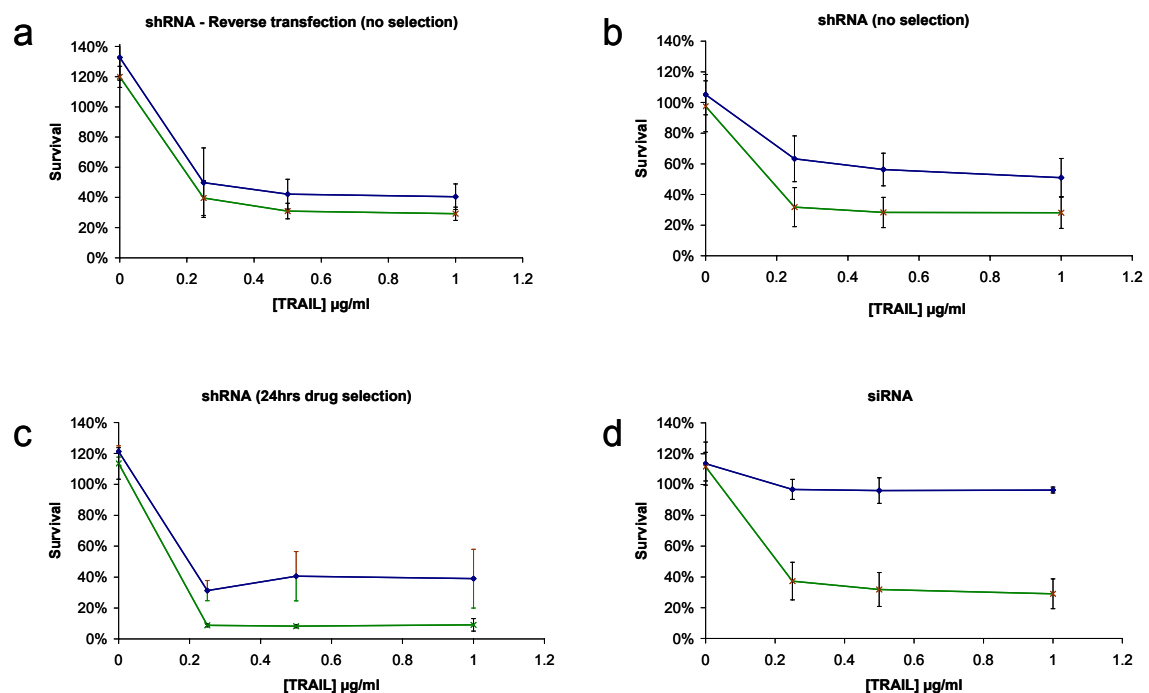 a
shRNA - Reverse transfection (no selection)
140%
120%
100%
80%
60%
40%
20%
0%
Survival
0 0.2 0.4 0.6 0.8 1 1.2
[TRAIL] µg/ml
b
shRNA (no selection)
140%
120%
100%
80%
60%
40%
20%
0%
Survival
0 0.2 0.4 0.6 0.8 1 1.2
[TRAIL] µg/ml
c
shRNA (24hrs drug selection)
140%
120%
100%
80%
60%
40%
20%
0%
Survival
0 0.2 0.4 0.6 0.8 1 1.2
[TRAIL] µg/ml
d
siRNA
140%
120%
100%
80%
60%
40%
20%
0%
Survival
0 0.2 0.4 0.6 0.8 1 1.2
[TRAIL] µg/ml